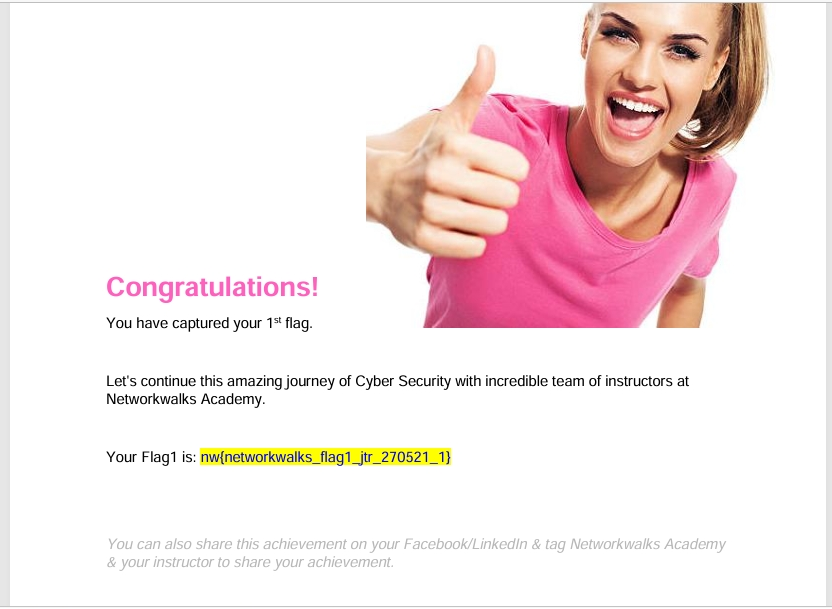 Congratulations!
You have captured your 1st flag.
Let's continue this amazing journey of Cyber Security with incredible team of instructors at
Networkwalks Academy.
Your Flag1 is: nw{networkwalks_flag1_jtr_270521_1}
You can also share this achievement on your Facebook/LinkedIn & tag Networkwalks Academy
& your instructor to share your achievement.